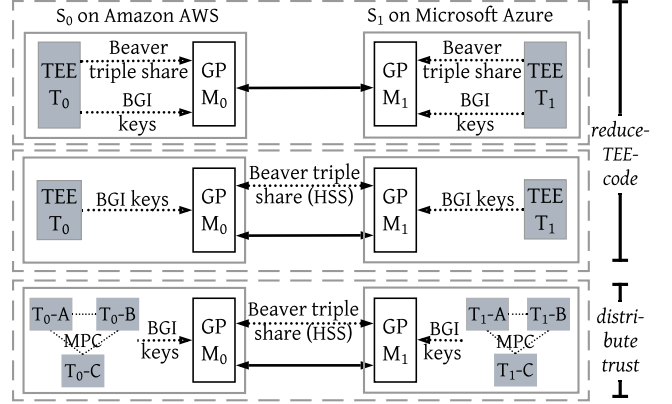 S₀ on Amazon AWS
S₁ on Microsoft Azure
TEE
T₀
Beaver
triple share
BGI
keys
GP
M₀
GP
M₁
Beaver
triple share
BGI
keys
TEE
T₁
reduce-
TEE-
code
TEE
T₀
BGI keys
GP
M₀
Beaver triple
share (HSS)
GP
M₁
BGI keys
TEE
T₁
T₀-A
T₀-B
MPC
T₀-C
BGI
keys
GP
M₀
Beaver triple
share (HSS)
GP
M₁
BGI
keys
T₁-A
T₁-B
MPC
T₁-C
distri-
bute
trust